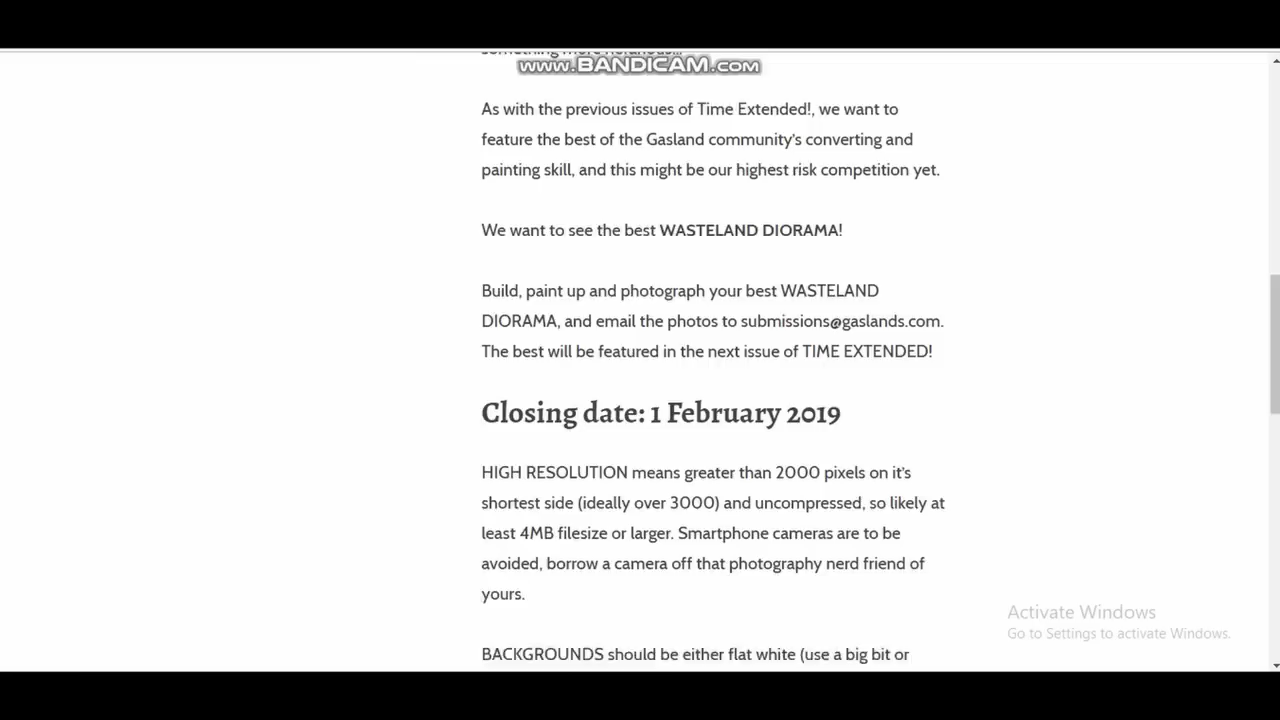 something more nefarious...
www.BANDICAM.com
As with the previous issues of Time Extended!, we want to
feature the best of the Gasland community's converting and
painting skill, and this might be our highest risk competition yet.
We want to see the best WASTELAND DIORAMA!
Build, paint up and photograph your best WASTELAND
DIORAMA, and email the photos to submissions@gaslands.com.
The best will be featured in the next issue of TIME EXTENDED!
Closing date: 1 February 2019
HIGH RESOLUTION means greater than 2000 pixels on it's
shortest side (ideally over 3000) and uncompressed, so likely at
least 4MB filesize or larger. Smartphone cameras are to be
avoided, borrow a camera off that photography nerd friend of
yours.
Activate Windows
Go to Settings to activate Windows.
BACKGROUNDS should be either flat white (use a big bit or